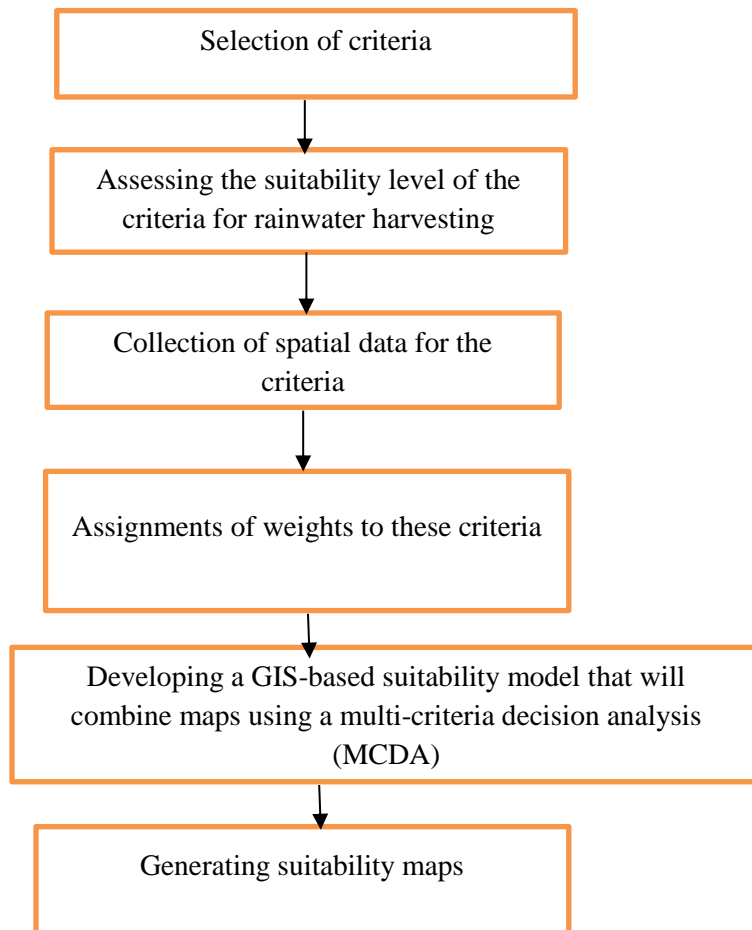 Selection of criteria
Assessing the suitability level of the
criteria for rainwater harvesting
Collection of spatial data for the
criteria
Assignments of weights to these criteria
Developing a GIS-based suitability model that will
combine maps using a multi-criteria decision analysis
(MCDA)
Generating suitability maps